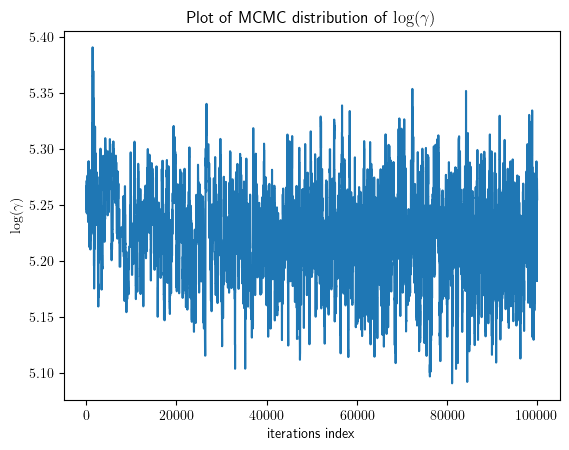 Plot of MCMC distribution of log(γ)
log(γ)
5.40
5.35
5.30
5.25
5.20
5.15
5.10
0 20000 40000 60000 80000 100000
iterations index